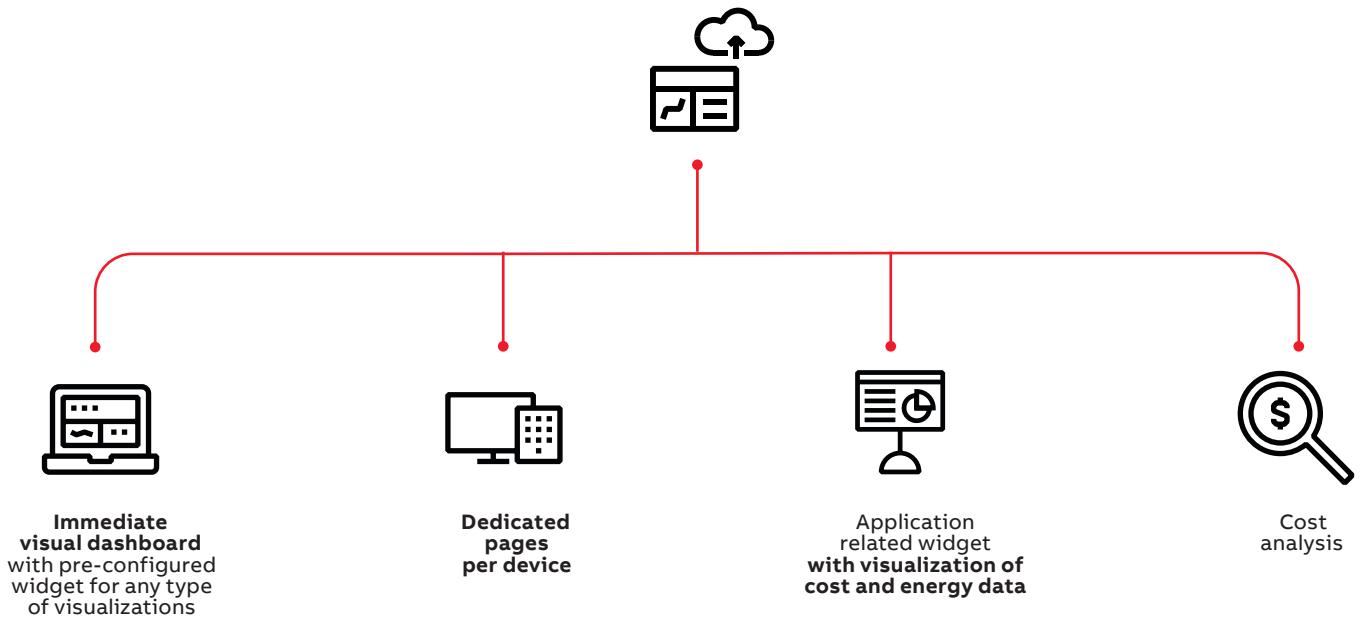 Immediate
visual dashboard
with pre-configured
widget for any type
of visualizations
Dedicated
pages
per device
Application
related widget
with visualization of
cost and energy data
Cost
analysis
$